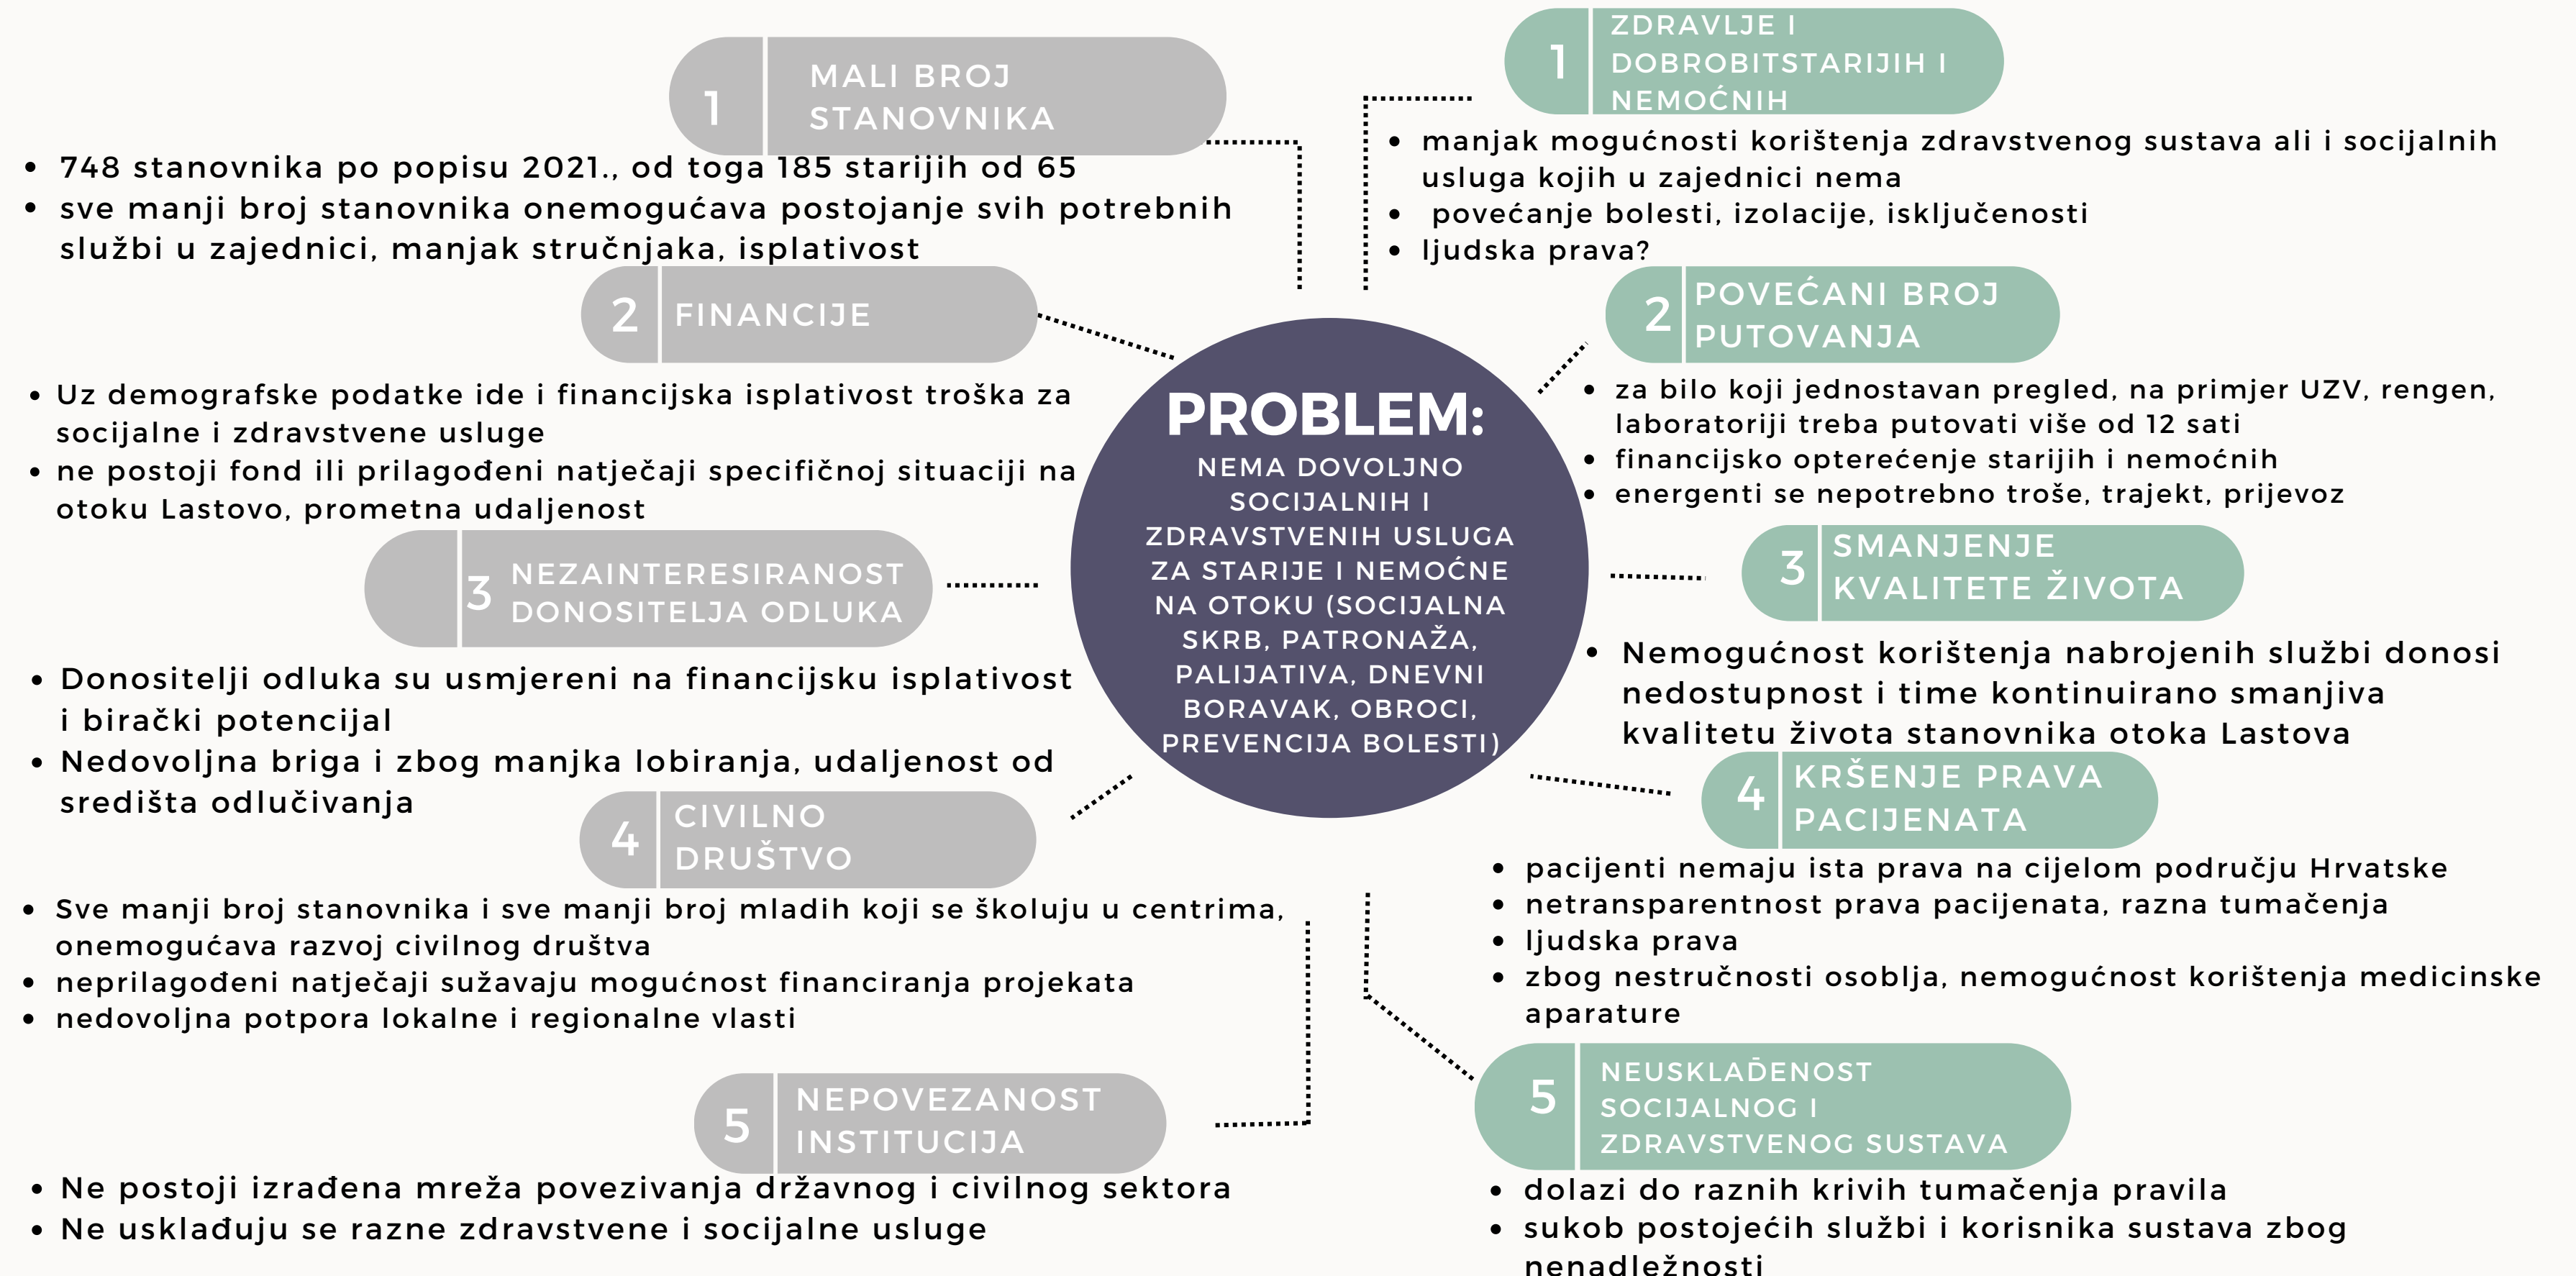 1
MALI BROJ
STANOVNIKA
748 stanovnika po popisu 2021., od toga 185 starijih od 65
sve manji broj stanovnika onemogućava postojanje svih potrebnih
službi u zajednici, manjak stručnjaka, isplativost
2
FINANCIJE
Uz demografske podatke ide i financijska isplativost troška za
socijalne i zdravstvene usluge
ne postoji fond ili prilagođeni natječaji specifičnoj situaciji na
otoku Lastovo, prometna udaljenost
3
NEZAINTERESIRANOST
DONOSITELJA ODLUKA
Donositelji odluka su usmjereni na financijsku isplativost
i birački potencijal
Nedovoljna briga i zbog manjka lobiranja, udaljenost od
središta odlučivanja
4
CIVILNO
DRUŠTVO
Sve manji broj stanovnika i sve manji broj mladih koji se školuju u centrima,
onemogućava razvoj civilnog društva
neprilagođeni natječaji sužavaju mogućnost financiranja projekata
nedovoljna potpora lokalne i regionalne vlasti
5
NEPOVEZANOST
INSTITUCIJA
Ne postoji izrađena mreža povezivanja državnog i civilnog sektora
Ne usklađuju se razne zdravstvene i socijalne usluge
PROBLEM:
NEMA DOVOLJNO
SOCIJALNIH I
ZDRAVSTVENIH USLUGA
ZA STARIJE I NEMOĆNE
NA OTOKU (SOCIJALNA
SKRB, PATRONAŽA,
PALIJATIVA, DNEVNI
BORAVAK, OBROCI,
PREVENCIJA BOLESTI)
1
ZDRAVLJE I
DOBROBITSTARIJIH I
NEMOĆNIH
manjak mogućnosti korištenja zdravstvenog sustava ali i socijalnih
usluga kojih u zajednici nema
povećanje bolesti, izolacije, isključenosti
ljudska prava?
2
POVEĆANI BROJ
PUTOVANJA
za bilo koji jednostavan pregled, na primjer UZV, rengen,
laboratoriji treba putovati više od 12 sati
financijsko opterećenje starijih i nemoćnih
energenti se nepotrebno troše, trajekt, prijevoz
3
SMANJENJE
KVALITETE ŽIVOTA
Nemogućnost korištenja nabrojenih službi donosi
nedostupnost i time kontinuirano smanjiva
kvalitetu života stanovnika otoka Lastova
4
KRŠENJE PRAVA
PACIJENATA
pacijenti nemaju ista prava na cijelom području Hrvatske
netransparentnost prava pacijenata, razna tumačenja
ljudska prava
zbog nestručnosti osoblja, nemogućnost korištenja medicinske
aparature
5
NEUSKLAĐENOST
SOCIJALNOG I
ZDRAVSTVENOG SUSTAVA
dolazi do raznih krivih tumačenja pravila
sukob postojećih službi i korisnika sustava zbog
nenadležnosti